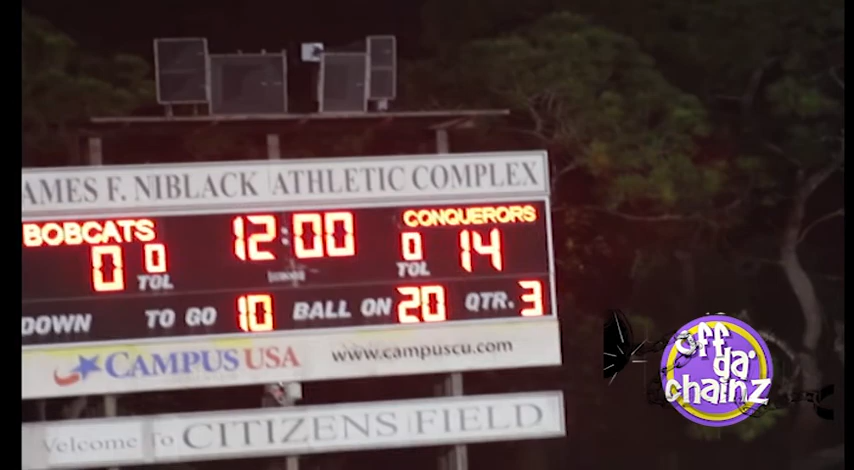 AMES F. NIBLACK ATHLETIC COMPLEX
BOBCATS 12:00 CONQUERORS
0 0 TOL 0 TOL 14
DOWN TO GO 10 BALL ON 20 QTR. 3
CAMPUS USA www.campuscu.com
Welcome To CITIZENS FIELD
off
da'
chainz